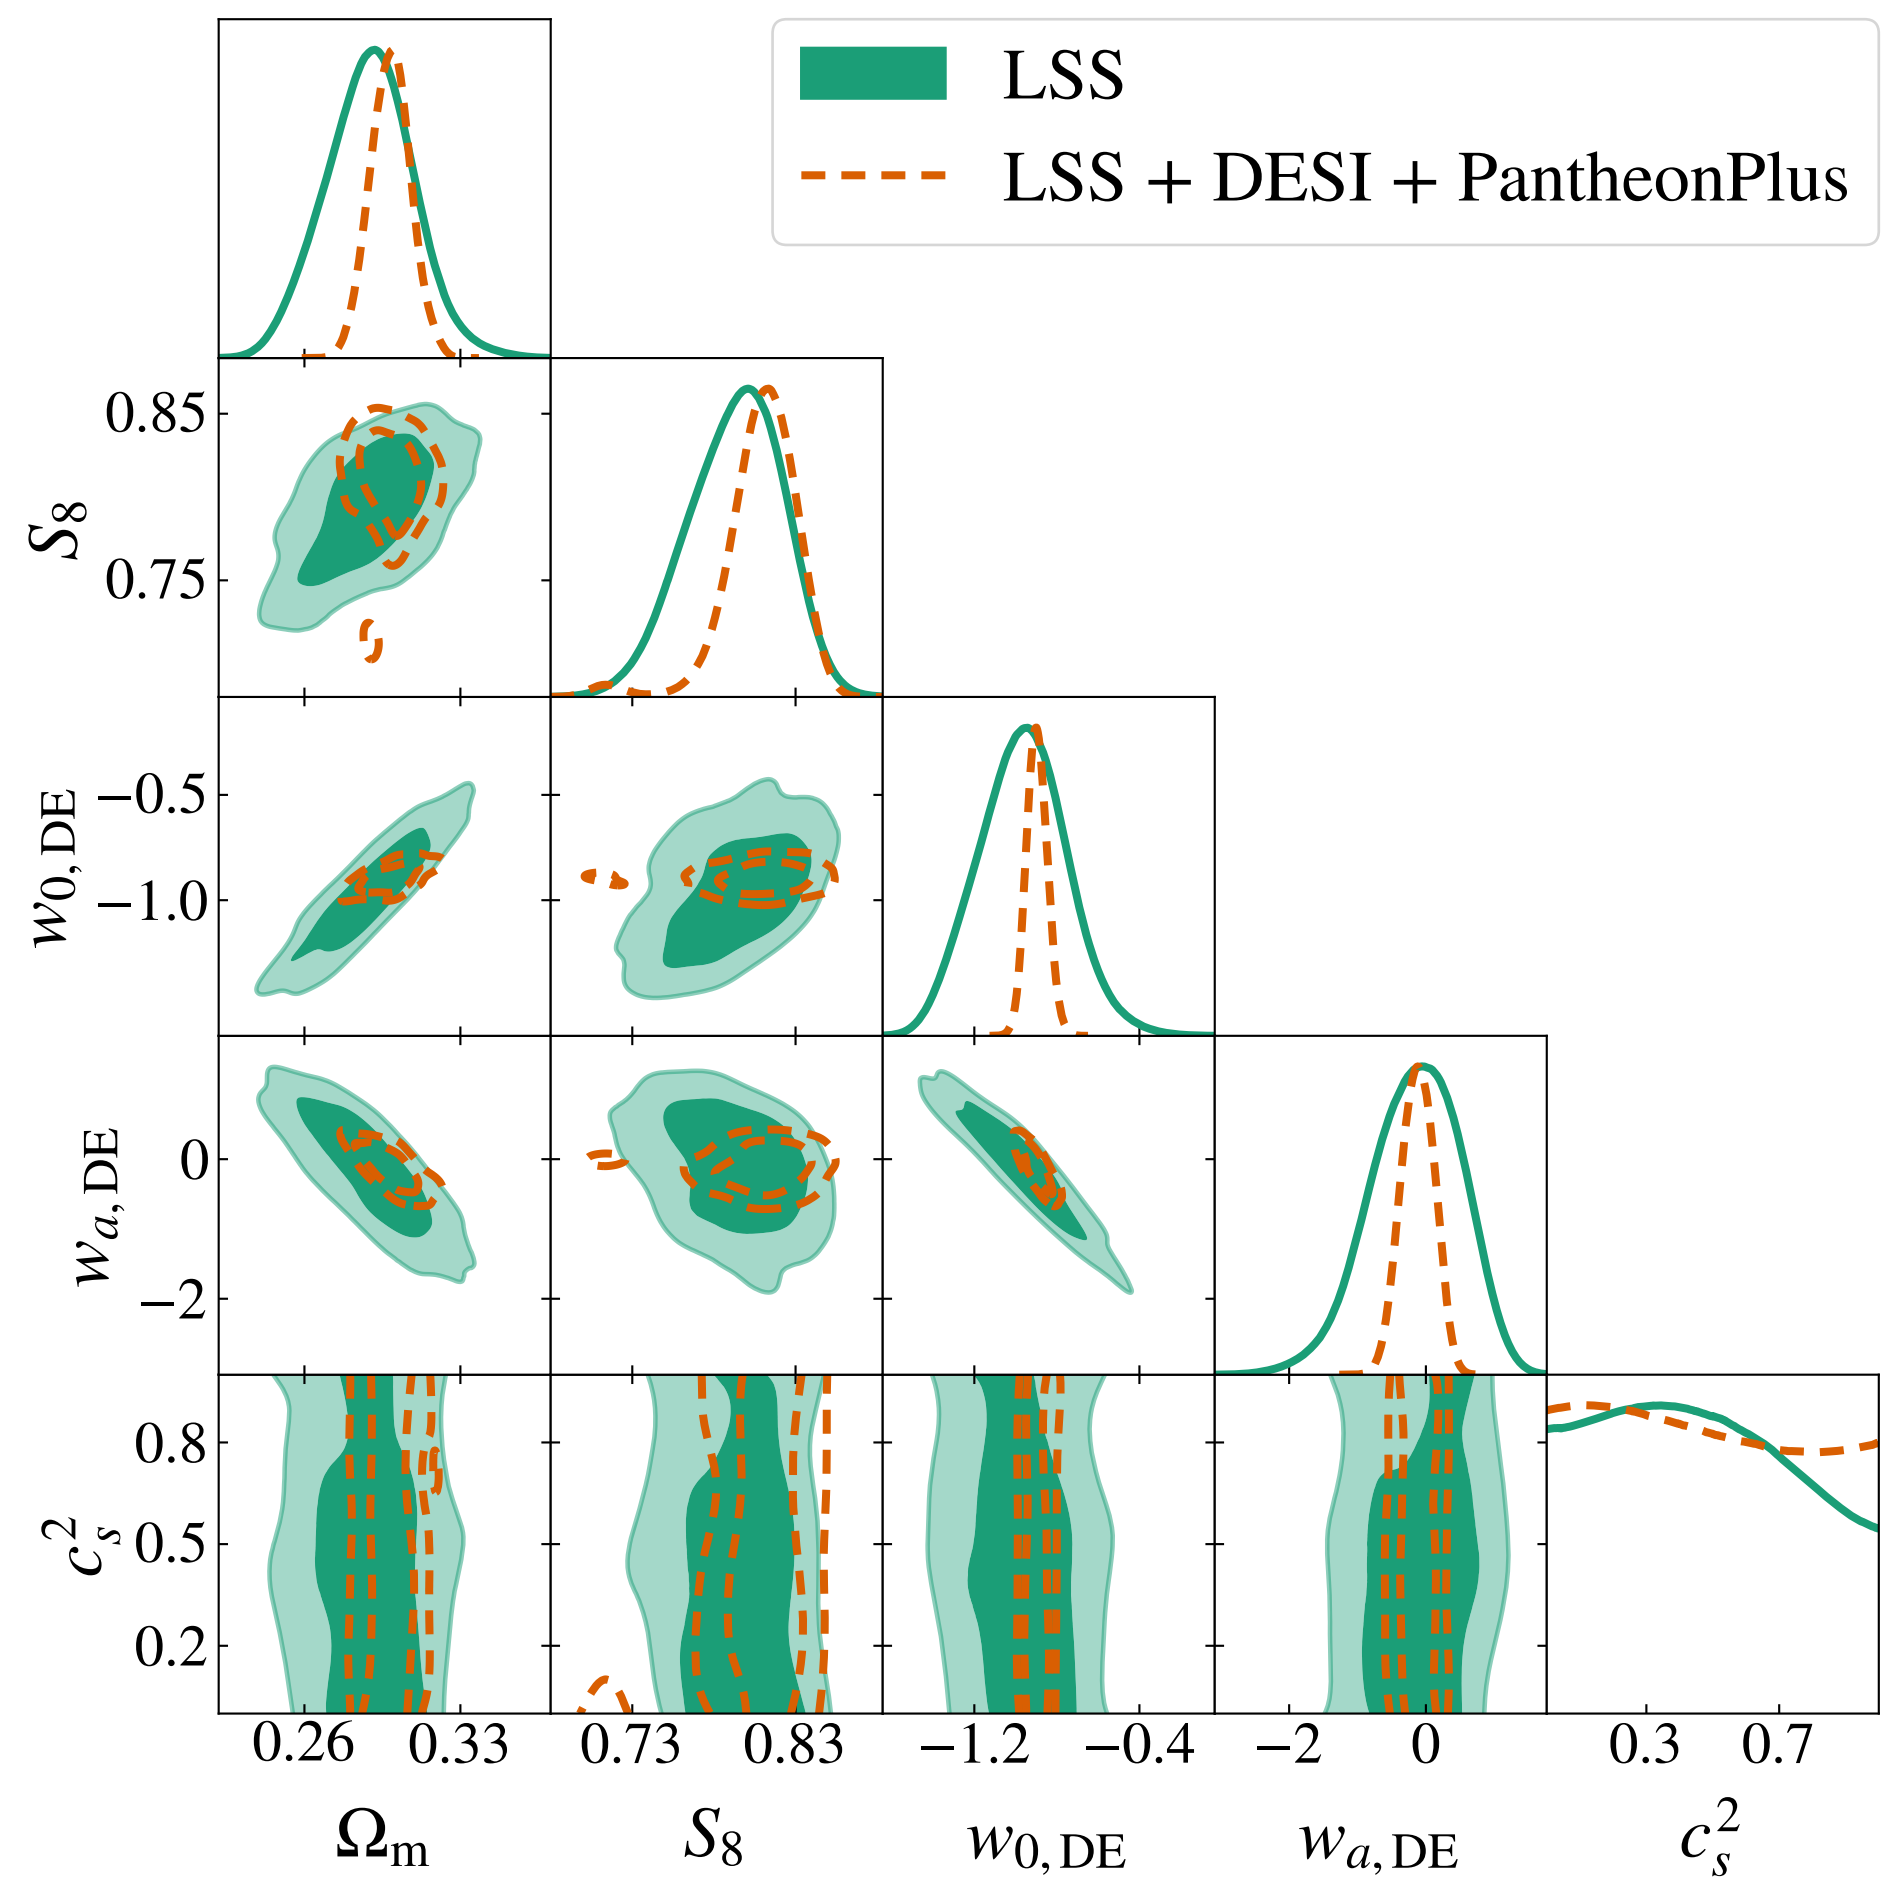 LSS
LSS + DESI + PantheonPlus
0.85
0.75
S₈
−0.5
−1.0
w₀,DE
0
−2
wₐ,DE
0.8
0.5
0.2
cₛ²
0.26 0.33 0.73 0.83 −1.2 −0.4 −2 0 0.3 0.7
Ωₘ S₈ w₀,DE wₐ,DE cₛ²